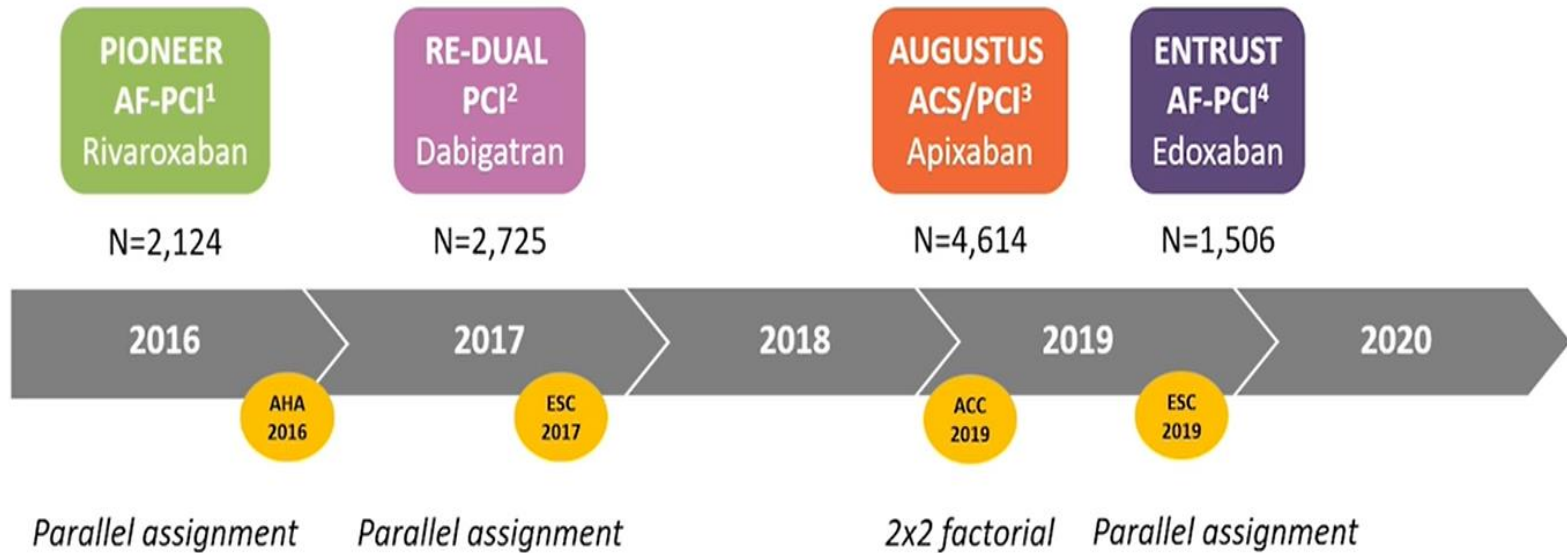 PIONEER
AF-PCI¹
Rivaroxaban
RE-DUAL
PCI²
Dabigatran
AUGUSTUS
ACS/PCI³
Apixaban
ENTRUST
AF-PCI⁴
Edoxaban
N=2,124
N=2,725
N=4,614
N=1,506
2016
2017
2018
2019
2020
AHA
2016
ESC
2017
ACC
2019
ESC
2019
Parallel assignment
Parallel assignment
2x2 factorial
Parallel assignment